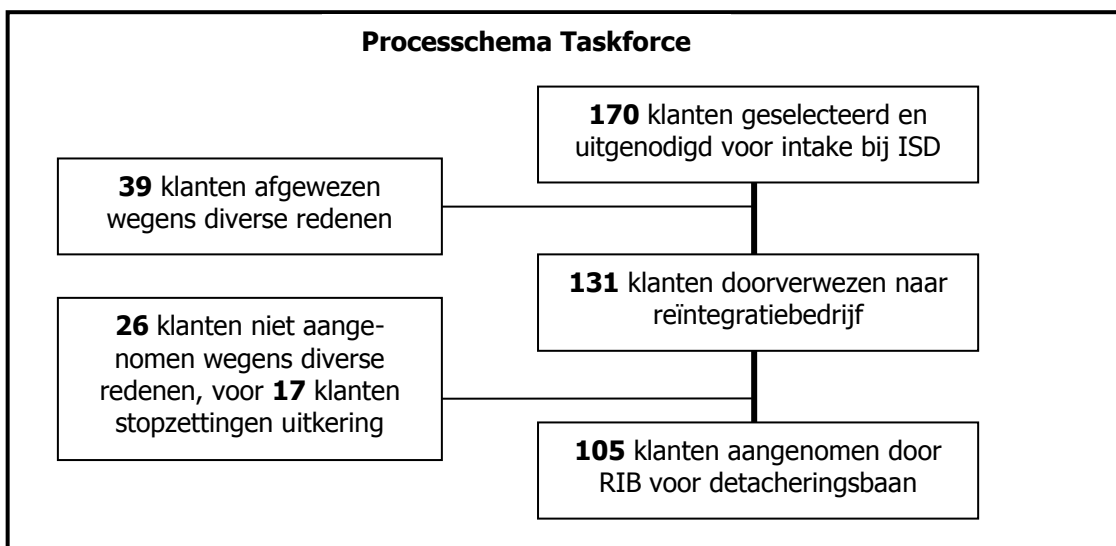 Processchema Taskforce
170 klanten geselecteerd en
uitgenodigd voor intake bij ISD
39 klanten afgewezen
wegens diverse redenen
131 klanten doorverwezen naar
reïntegratiebedrijf
26 klanten niet aange-
nomen wegens diverse
redenen, voor 17 klanten
stopzettingen uitkering
105 klanten aangenomen door
RIB voor detacheringsbaan